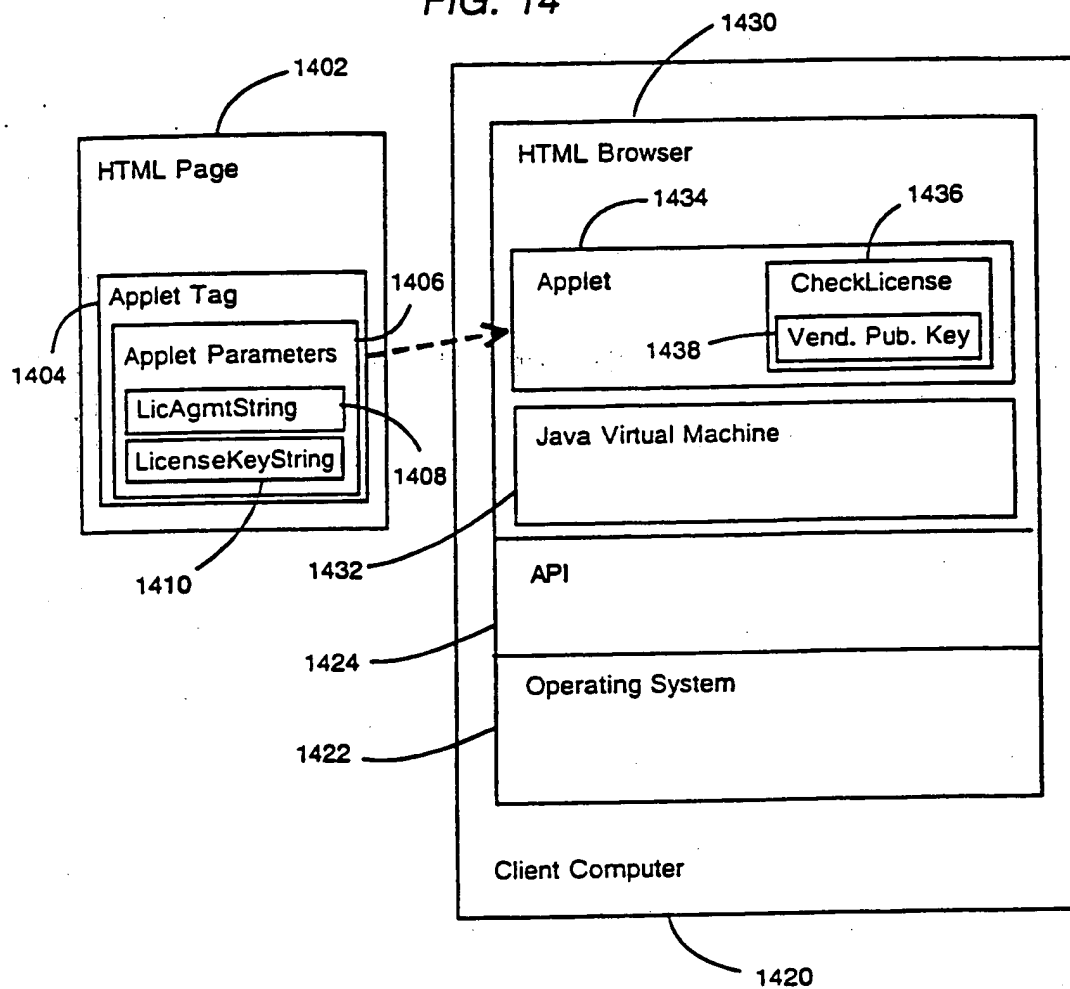 FIG. 14
1430
1402
HTML Page
HTML Browser
1434
1436
Applet
CheckLicense
Vend. Pub. Key
1438
1406
Applet Tag
Applet Parameters
1404
LicAgmtString
LicenseKeyString
1408
1410
Java Virtual Machine
1432
API
1424
Operating System
1422
Client Computer
1420